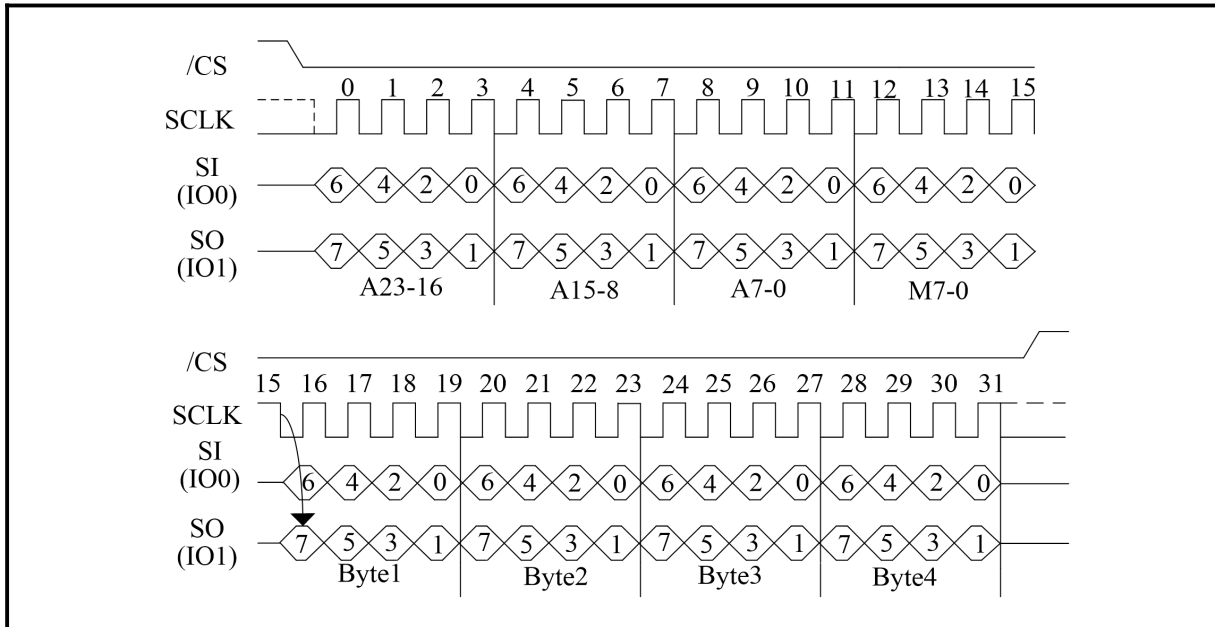 /CS
0 1 2 3 4 5 6 7 8 9 10 11 12 13 14 15
SCLK
SI
(IO0)
6 4 2 0 6 4 2 0 6 4 2 0 6 4 2 0
SO
(IO1)
7 5 3 1 7 5 3 1 7 5 3 1 7 5 3 1
A23-16 A15-8 A7-0 M7-0
/CS
15 16 17 18 19 20 21 22 23 24 25 26 27 28 29 30 31
SCLK
SI
(IO0)
6 4 2 0 6 4 2 0 6 4 2 0 6 4 2 0
SO
(IO1)
7 5 3 1 7 5 3 1 7 5 3 1 7 5 3 1
Byte1 Byte2 Byte3 Byte4